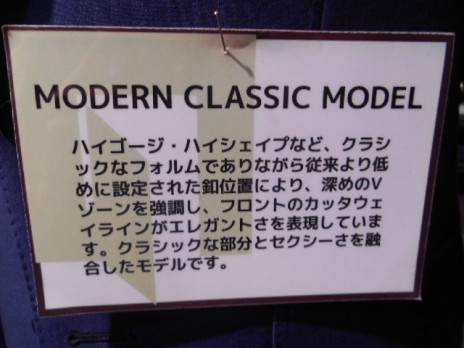 MODERN CLASSIC MODEL
ハイゴージ・ハイシェイプなど、クラシ
ックなフォルムでありながら従来より低
めに設定された釦位置により、深めのV
ゾーンを強調し、フロントのカッタウェ
イラインがエレガントさを表現していま
す。クラシックな部分とセクシーさを融
合したモデルです。